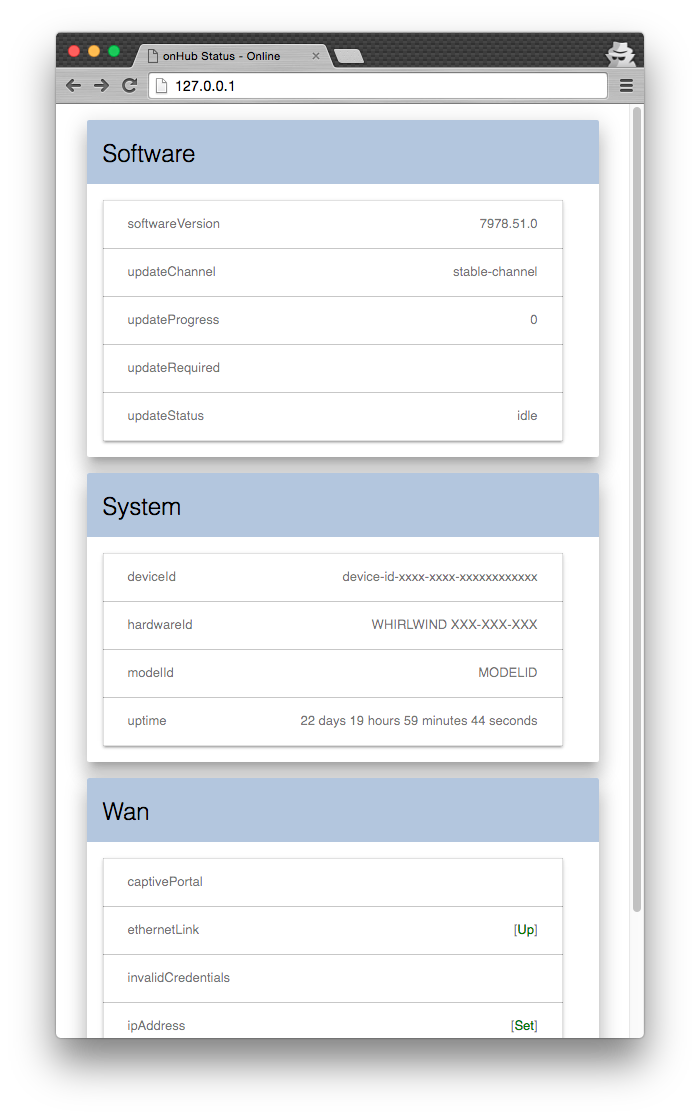 onHub Status - Online
127.0.0.1
Software
softwareVersion 7978.51.0
updateChannel stable-channel
updateProgress 0
updateRequired
updateStatus idle
System
deviceId device-id-xxxx-xxxx-xxxxxxxxxxxx
hardwareId WHIRLWIND XXX-XXX-XXX
modelId MODELID
uptime 22 days 19 hours 59 minutes 44 seconds
Wan
captivePortal
ethernetLink [Up]
invalidCredentials
ipAddress [Set]